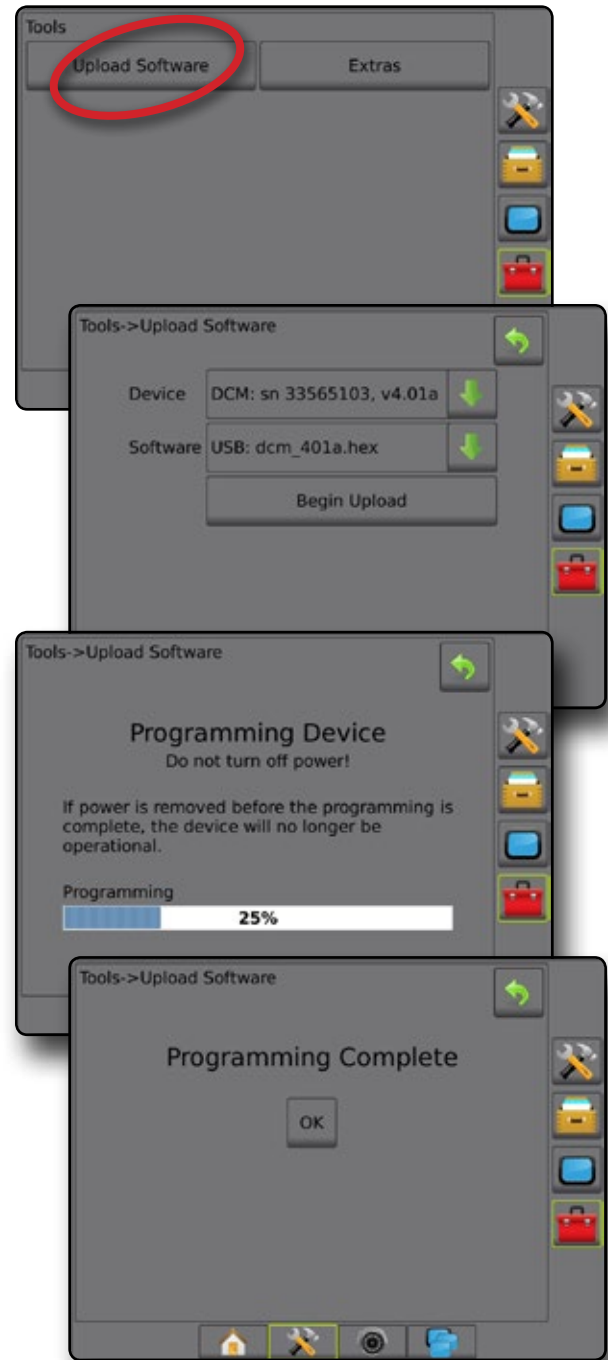 Tools
Upload Software Extras
Tools->Upload Software
Device DCM: sn 33565103, v4.01a
Software USB: dcm_401a.hex
Begin Upload
Tools->Upload Software
Programming Device
Do not turn off power!
If power is removed before the programming is
complete, the device will no longer be
operational.
Programming
25%
Tools->Upload Software
Programming Complete
OK